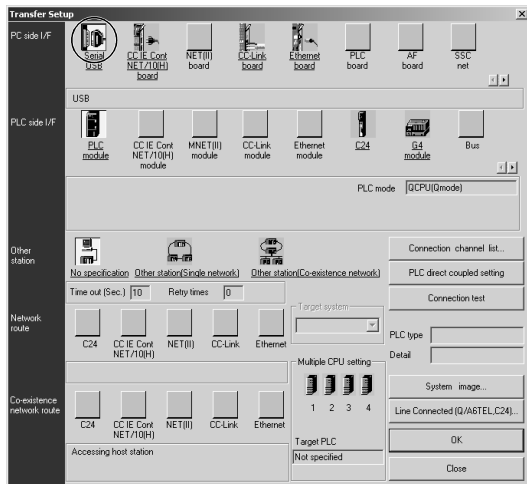 Transfer Setup
PC side I/F
Serial USB
CC IE Cont NET/10(H) board
NET(II) board
CC-Link board
Ethernet board
PLC board
AF board
SSC net
USB
PLC side I/F
PLC module
CC IE Cont NET/10(H) module
MNET(II) module
CC-Link module
Ethernet module
C24
G4 module
Bus
PLC mode QCPU(Qmode)
Other station
No specification
Other station(Single network)
Other station(Co-existence network)
Time out (Sec.) 10 Retry times 0
Network route
C24
CC IE Cont NET/10(H)
NET(II)
CC-Link
Ethernet
Co-existence network route
C24
CC IE Cont NET/10(H)
NET(II)
CC-Link
Ethernet
Accessing host station
Target system
Multiple CPU setting
1 2 3 4
Target PLC
Not specified
Connection channel list...
PLC direct coupled setting
Connection test
PLC type
Detail
System image...
Line Connected (Q/A6TEL,C24)...
OK
Close